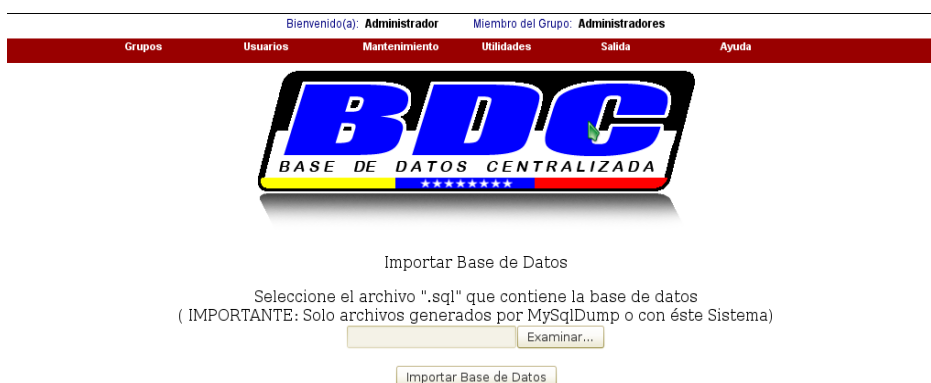 Bienvenido(a): Administrador Miembro del Grupo: Administradores
Grupos Usuarios Mantenimiento Utilidades Salida Ayuda
BDC
BASE DE DATOS CENTRALIZADA
Importar Base de Datos
Seleccione el archivo ".sql" que contiene la base de datos
( IMPORTANTE: Solo archivos generados por MySqlDump o con éste Sistema)
Examinar...
Importar Base de Datos